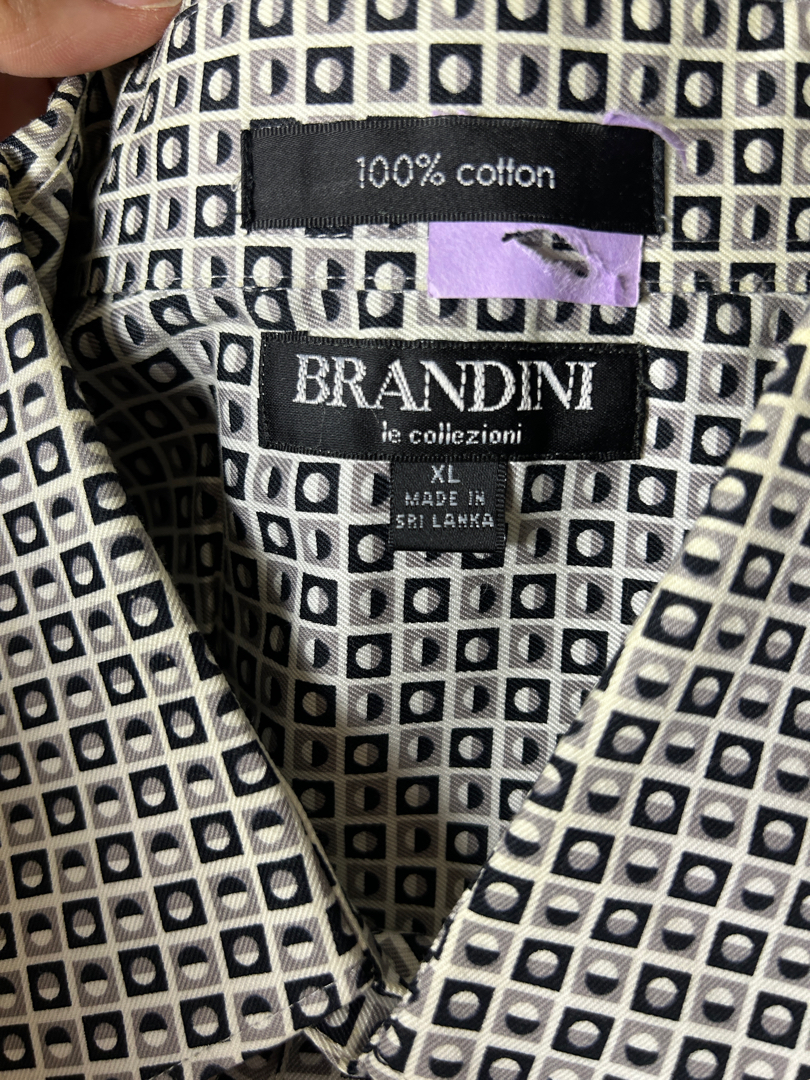 100% cotton
BRANDINI
le collezioni
XL
MADE IN
SRI LANKA